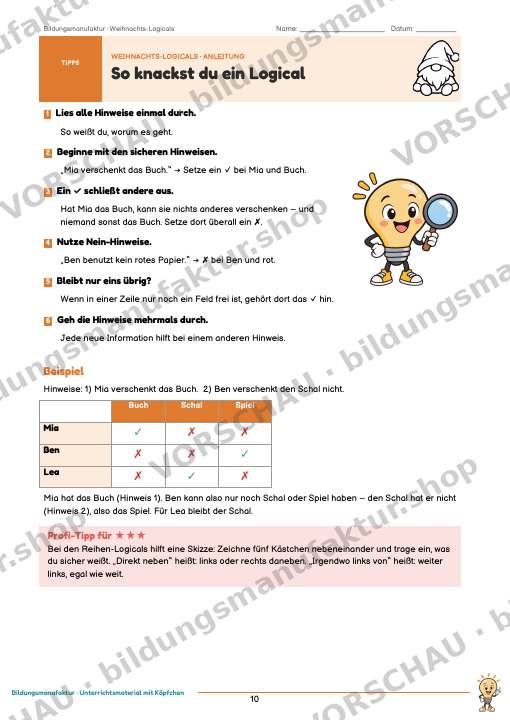 Bildungsmanufaktur · Weihnachts-Logicals
Name: ____________________ Datum: __________
TIPPS
WEIHNACHTS-LOGICALS · ANLEITUNG
So knackst du ein Logical
1 Lies alle Hinweise einmal durch.
So weißt du, worum es geht.
2 Beginne mit den sicheren Hinweisen.
„Mia verschenkt das Buch.“ → Setze ein ✓ bei Mia und Buch.
3 Ein ✓ schließt andere aus.
Hat Mia das Buch, kann sie nichts anderes verschenken – und
niemand sonst das Buch. Setze dort überall ein ✗.
4 Nutze Nein-Hinweise.
„Ben benutzt kein rotes Papier.“ → ✗ bei Ben und rot.
5 Bleibt nur eins übrig?
Wenn in einer Zeile nur noch ein Feld frei ist, gehört dort das ✓ hin.
6 Geh die Hinweise mehrmals durch.
Jede neue Information hilft bei einem anderen Hinweis.
Beispiel
Hinweise: 1) Mia verschenkt das Buch. 2) Ben verschenkt den Schal nicht.
Buch Schal Spiel
Mia ✓ ✗ ✗
Ben ✗ ✗ ✓
Lea ✗ ✓ ✗
Mia hat das Buch (Hinweis 1). Ben kann also nur noch Schal oder Spiel haben – den Schal hat er nicht
(Hinweis 2), also das Spiel. Für Lea bleibt der Schal.
Profi-Tipp für ★★★
Bei den Reihen-Logicals hilft eine Skizze: Zeichne fünf Kästchen nebeneinander und trage ein, was
du sicher weißt. „Direkt neben“ heißt: links oder rechts daneben. „Irgendwo links von“ heißt: weiter
links, egal wie weit.
Bildungsmanufaktur · Unterrichtsmaterial mit Köpfchen
10
VORSCHAU · bildungsmanufaktur.shop